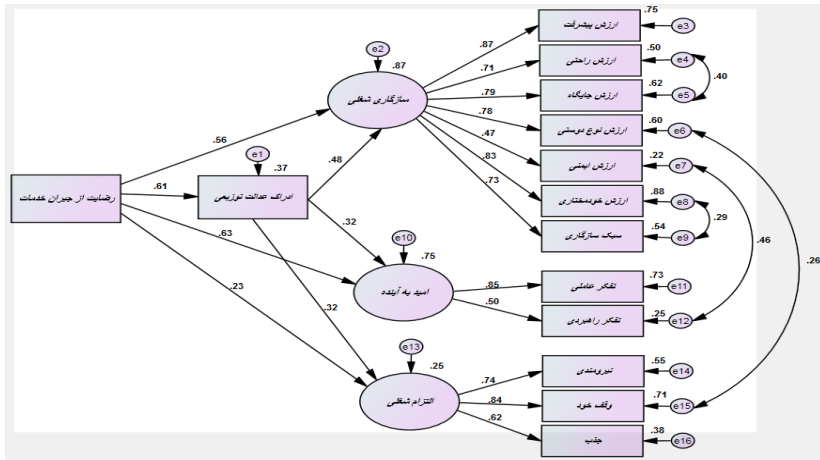 .75
ارزش پیشرفت
e3
.87
e2
.87
.50
ارزش راحتی
e4
.71
.40
سازگاری شغلی
.62
ارزش جایگاه
e5
.79
.56
.60
ارزش نوع دوستی
e6
.78
.22
ارزش ایمنی
e7
.47
e1
.37
.48
.88
ارزش خودمختاری
e8
.83
رضایت از جبران خدمات
.61
ادراک عدالت توزیعی
.29
.54
سبک سازگاری
e9
.73
.32
.63
e10
.75
.46
.26
.73
تفکر عاملی
e11
.85
امید به آینده
.23
.32
.25
تفکر راهبردی
e12
.50
e13
.25
.55
نیرومندی
e14
.74
التزام شغلی
.71
وقف خود
e15
.84
.38
جذب
e16
.62